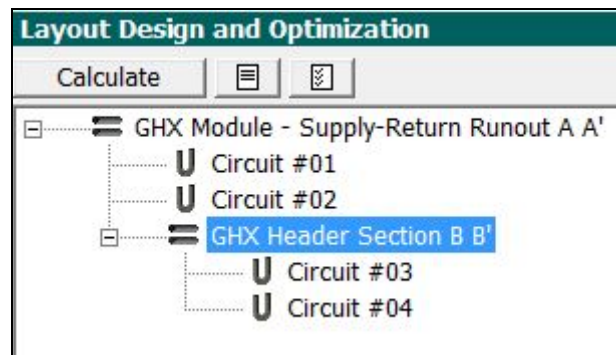 Layout Design and Optimization
Calculate
GHX Module - Supply-Return Runout A A'
Circuit #01
Circuit #02
GHX Header Section B B'
Circuit #03
Circuit #04